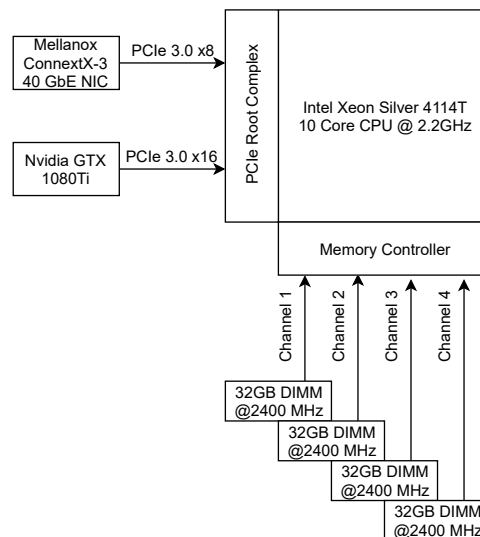 Mellanox
ConnextX-3
40 GbE NIC
PCIe 3.0 x8
PCIe Root Complex
Intel Xeon Silver 4114T
10 Core CPU @ 2.2GHz
Nvidia GTX
1080Ti
PCIe 3.0 x16
Memory Controller
Channel 1
Channel 2
Channel 3
Channel 4
32GB DIMM
@2400 MHz
32GB DIMM
@2400 MHz
32GB DIMM
@2400 MHz
32GB DIMM
@2400 MHz